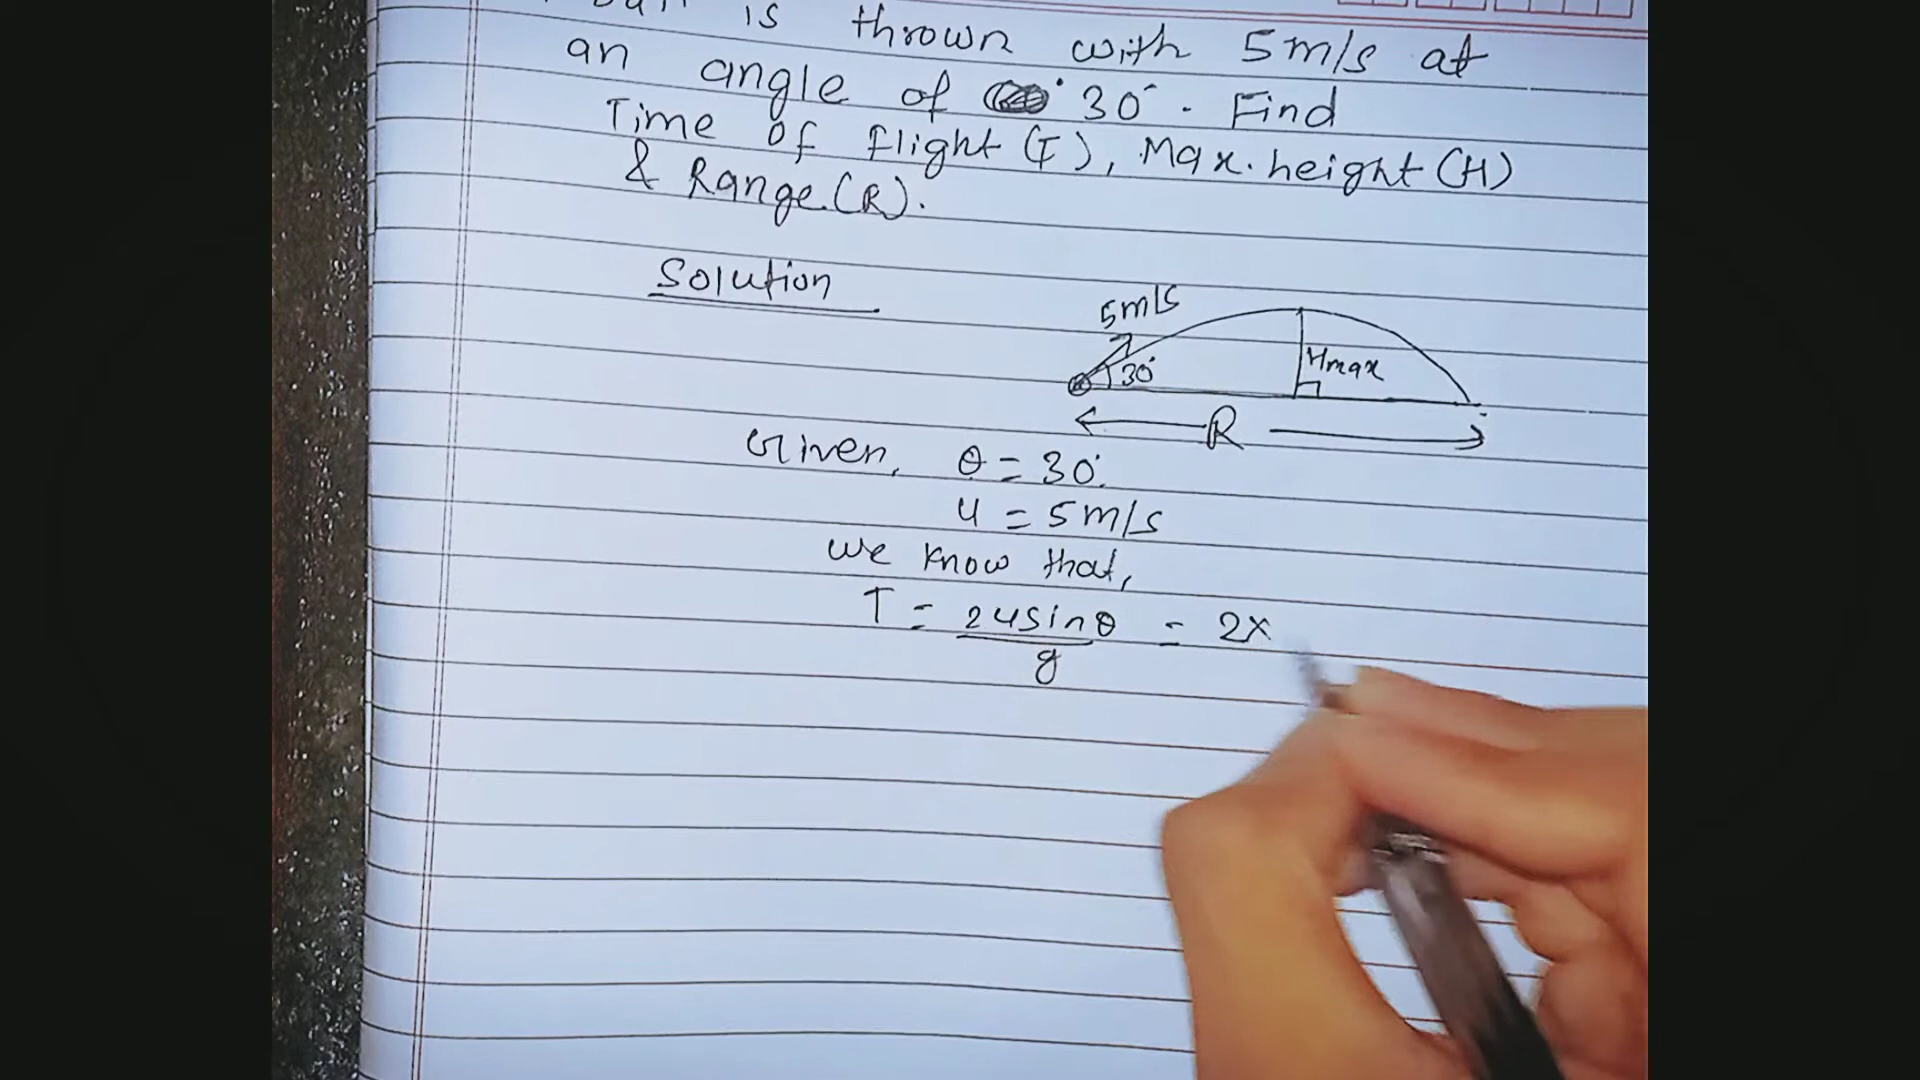 is thrown with 5m/s at
an angle of 30°. Find
Time of flight (T), Max. height (H)
& Range.(R).
Solution
5m/s
30°
Hmax
R
Given, θ = 30°.
u = 5m/s
we know that,
T = 2usinθ/g = 2x